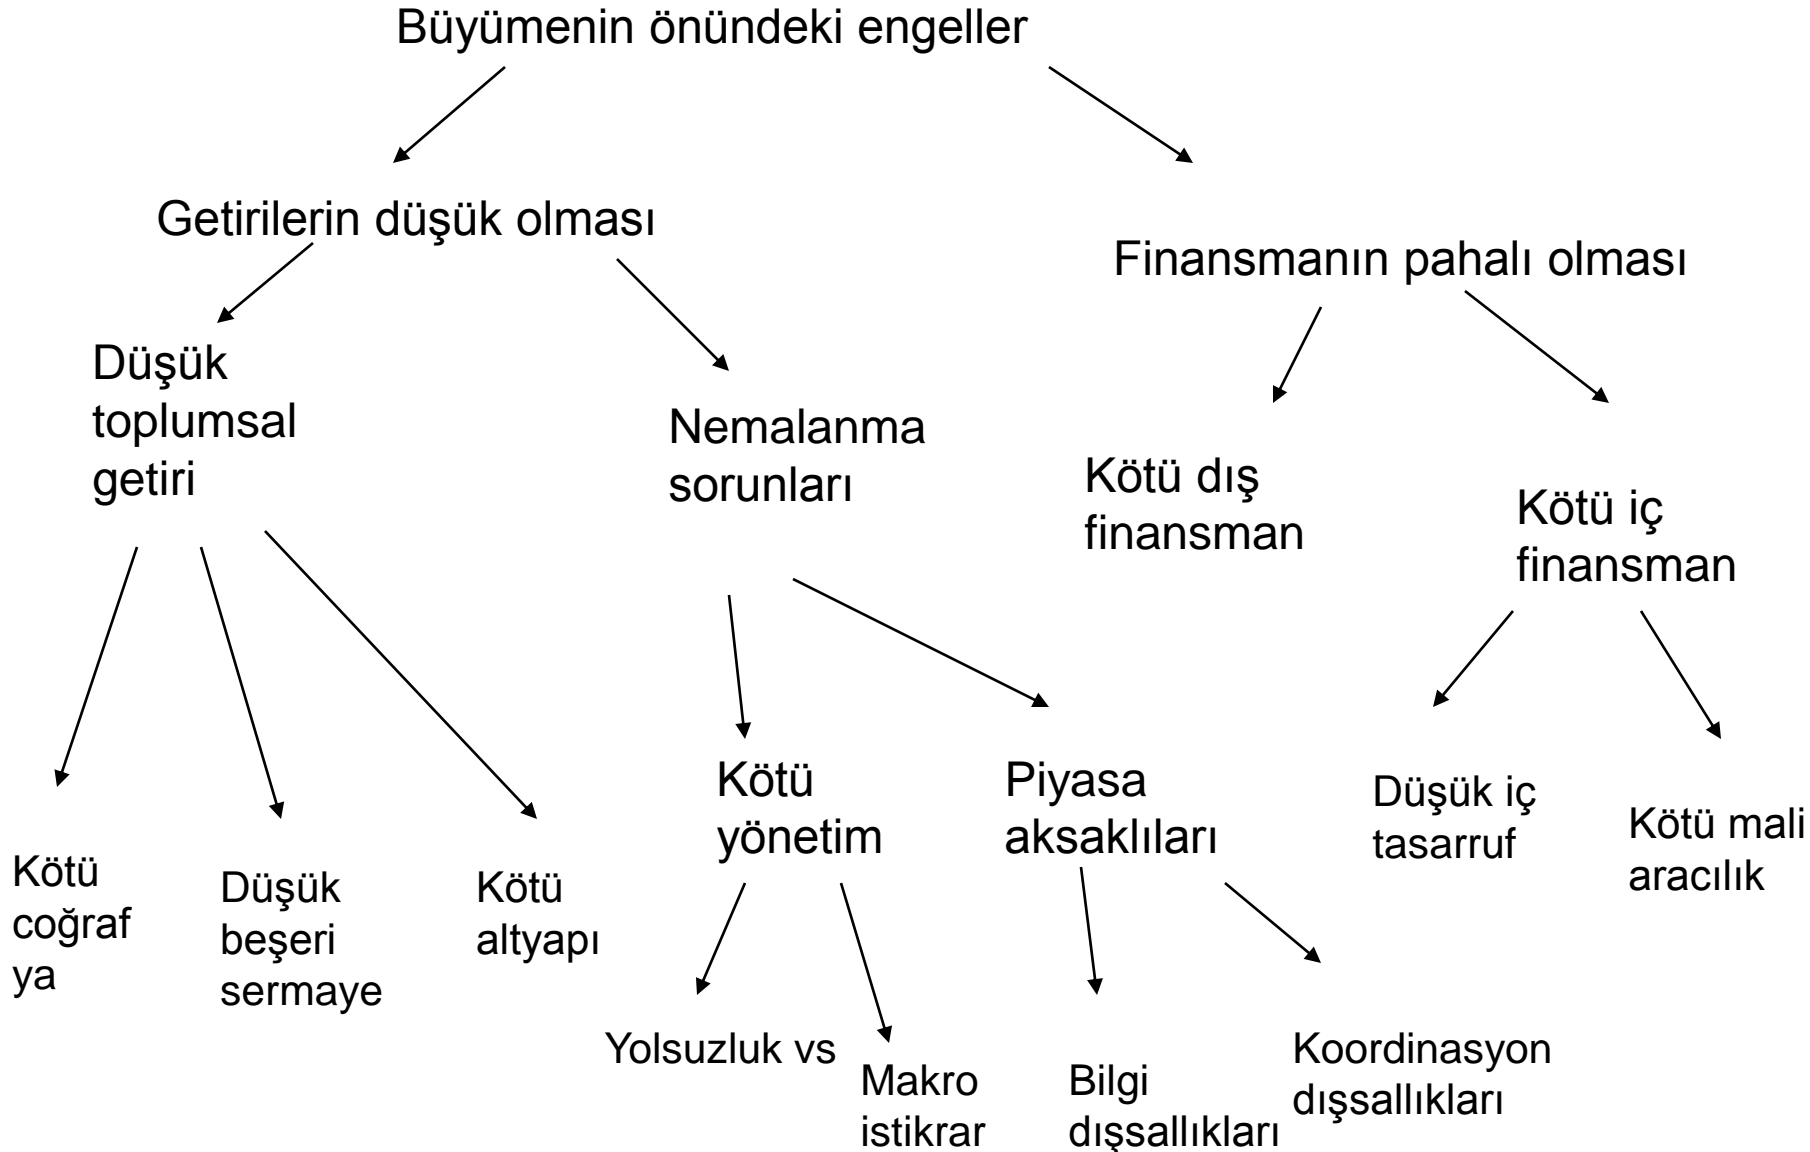 Büyümenin önündeki engeller
Getirilerin düşük olması
Finansmanın pahalı olması
Düşük
toplumsal
getiri
Nemalanma
sorunları
Kötü dış
finansman
Kötü iç
finansman
Kötü
coğraf
ya
Düşük
beşeri
sermaye
Kötü
altyapı
Kötü
yönetim
Piyasa
aksaklıları
Düşük iç
tasarruf
Kötü mali
aracılık
Yolsuzluk vs
Makro
istikrar
Bilgi
dışsallıkları
Koordinasyon
dışsallıkları